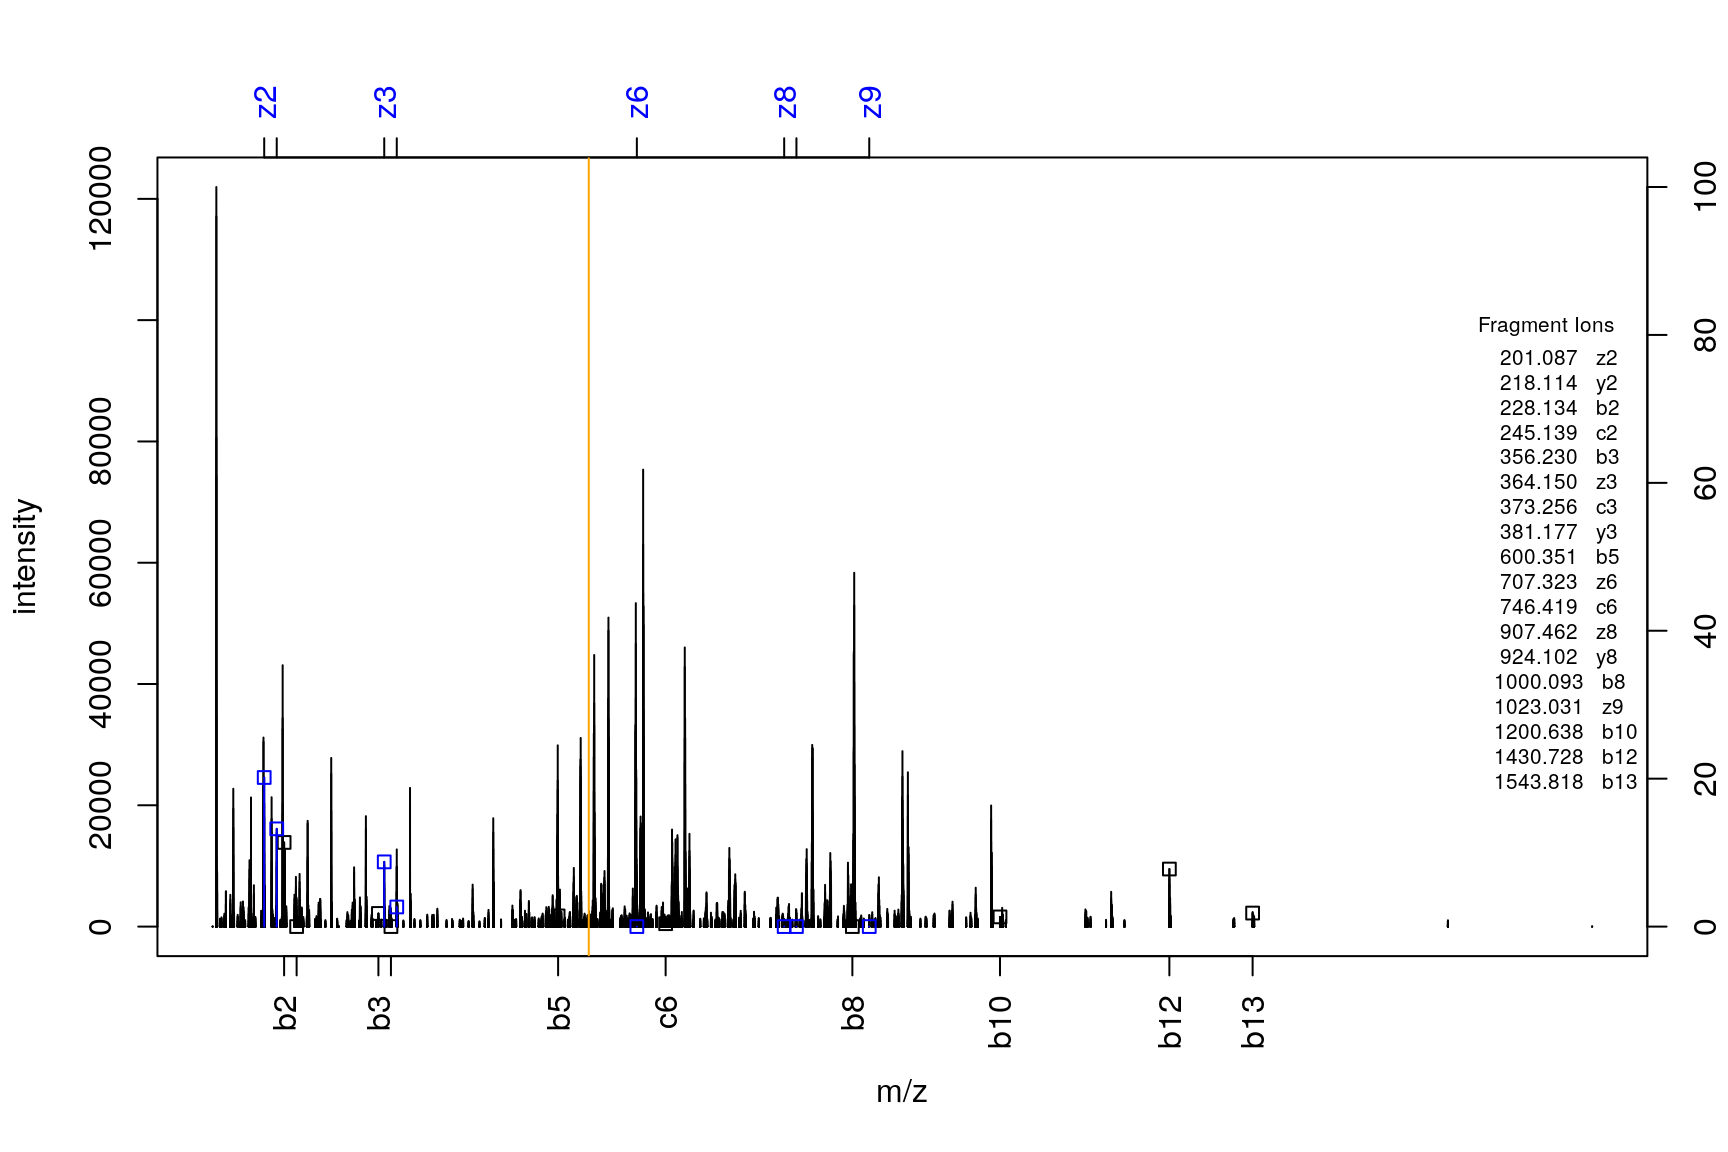 z2 z3 z6 z8 z9
120000
80000
60000
40000
20000
0
intensity
100
80
60
40
20
0
Fragment Ions
201.087 z2
218.114 y2
228.134 b2
245.139 c2
356.230 b3
364.150 z3
373.256 c3
381.177 y3
600.351 b5
707.323 z6
746.419 c6
907.462 z8
924.102 y8
1000.093 b8
1023.031 z9
1200.638 b10
1430.728 b12
1543.818 b13
b2 b3 b5 c6 b8 b10 b12 b13
m/z